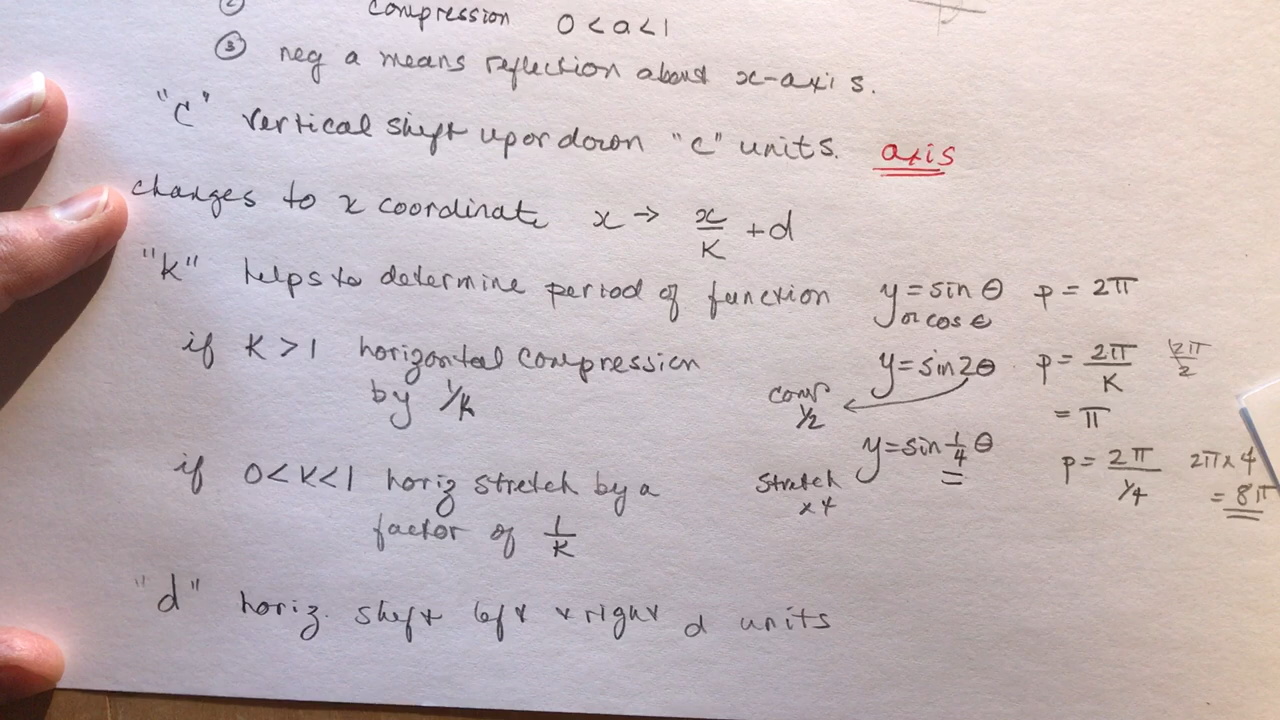 ② compression 0 < a < 1
③ neg a means reflection about x-axis.
"c" vertical shift up or down "c" units. axis
changes to x coordinate x → x/K + d
"k" helps to determine period of function y = sin θ p = 2π
or cos θ
if K > 1 horizontal compression y = sin 2θ p = 2π/K 2π/2
by 1/k comp 1/2 = π
y = sin 1/4 θ p = 2π/(1/4) 2π x 4
if 0 < K < 1 horiz stretch by a stretch x 4 = 8π
factor of 1/K
"d" horiz. shift left & right d units